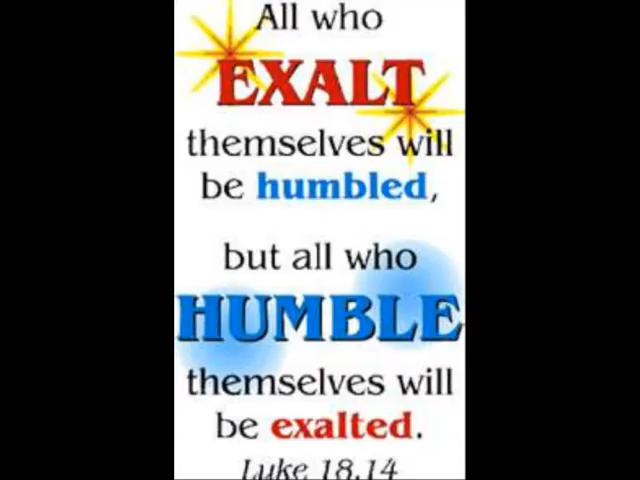 All who
EXALT
themselves will
be humbled,
but all who
HUMBLE
themselves will
be exalted.
Luke 18.14